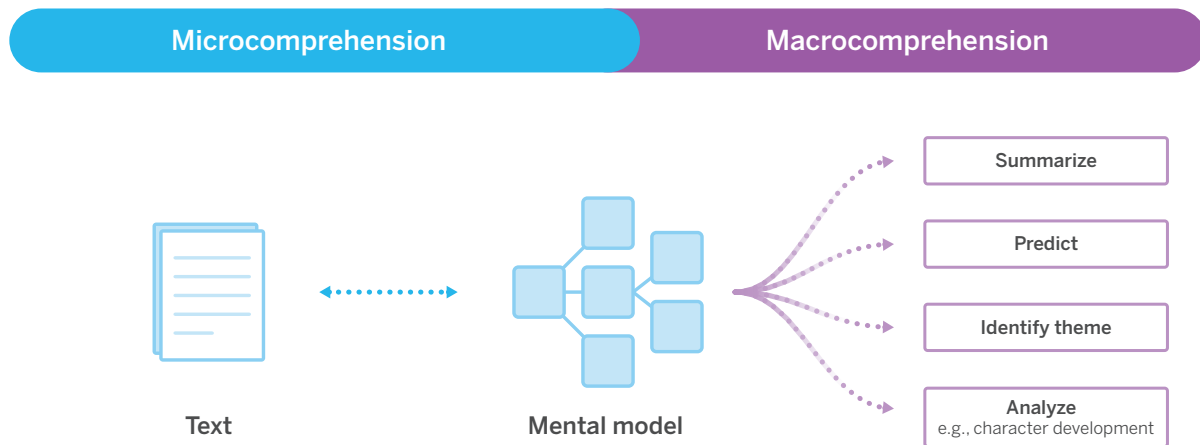 Microcomprehension
Macrocomprehension
Summarize
Predict
Identify theme
Analyze
e.g., character development
Text
Mental model